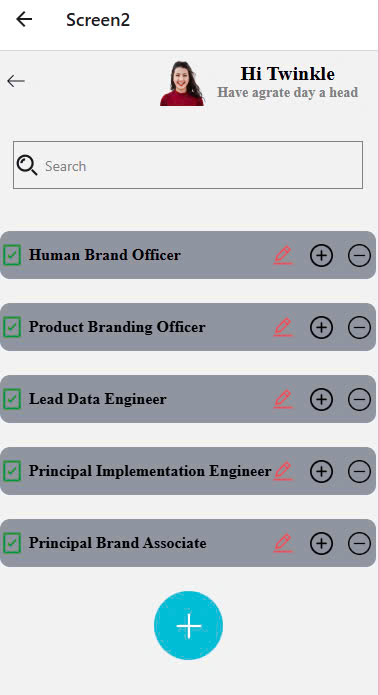 Screen2
Hi Twinkle
Have agrate day a head
Search
Human Brand Officer
Product Branding Officer
Lead Data Engineer
Principal Implementation Engineer
Principal Brand Associate